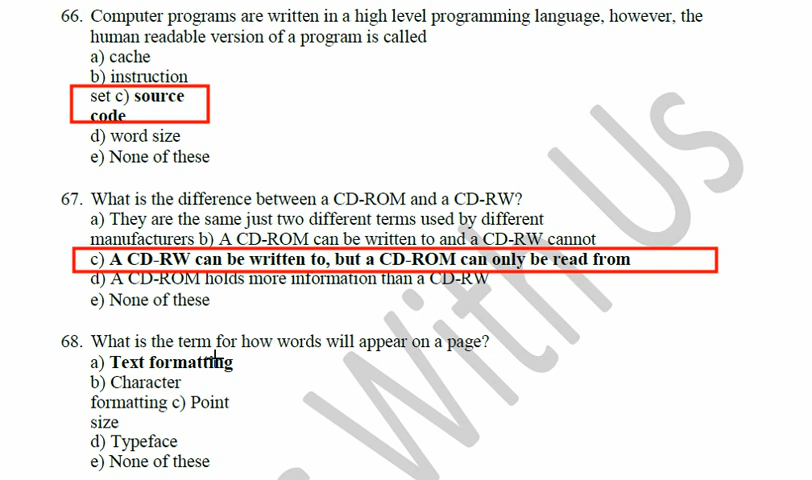 66. Computer programs are written in a high level programming language, however, the
human readable version of a program is called
a) cache
b) instruction
set c) source
code
d) word size
e) None of these
67. What is the difference between a CD-ROM and a CD-RW?
a) They are the same just two different terms used by different
manufacturers b) A CD-ROM can be written to and a CD-RW cannot
c) A CD-RW can be written to, but a CD-ROM can only be read from
d) A CD-ROM holds more information than a CD-RW
e) None of these
68. What is the term for how words will appear on a page?
a) Text formatting
b) Character
formatting c) Point
size
d) Typeface
e) None of these
With Us